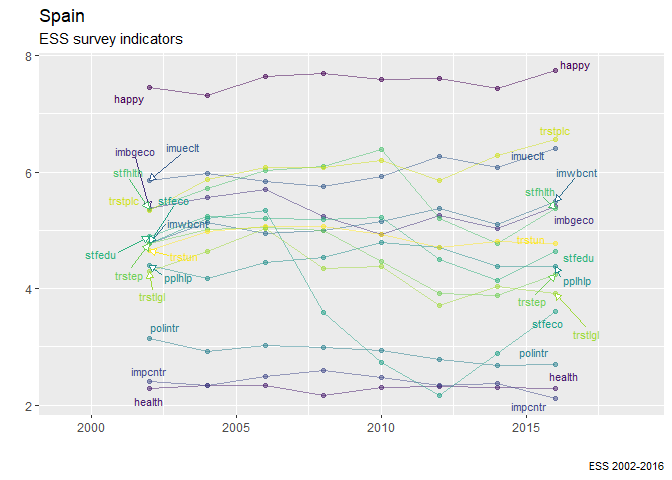 Spain
ESS survey indicators
8
6
4
2
happy
happy
imbgeco
imueclt
stfhlth
trstplc
stfeco
imwbcnt
stfedu
trstun
trstep
pplhlp
trstlgl
polintr
impcntr
health
trstplc
imueclt
imwbcnt
stfhlth
imbgeco
trstun
stfedu
pplhlp
trstep
stfeco
trstlgl
polintr
health
impcntr
2000
2005
2010
2015
ESS 2002-2016